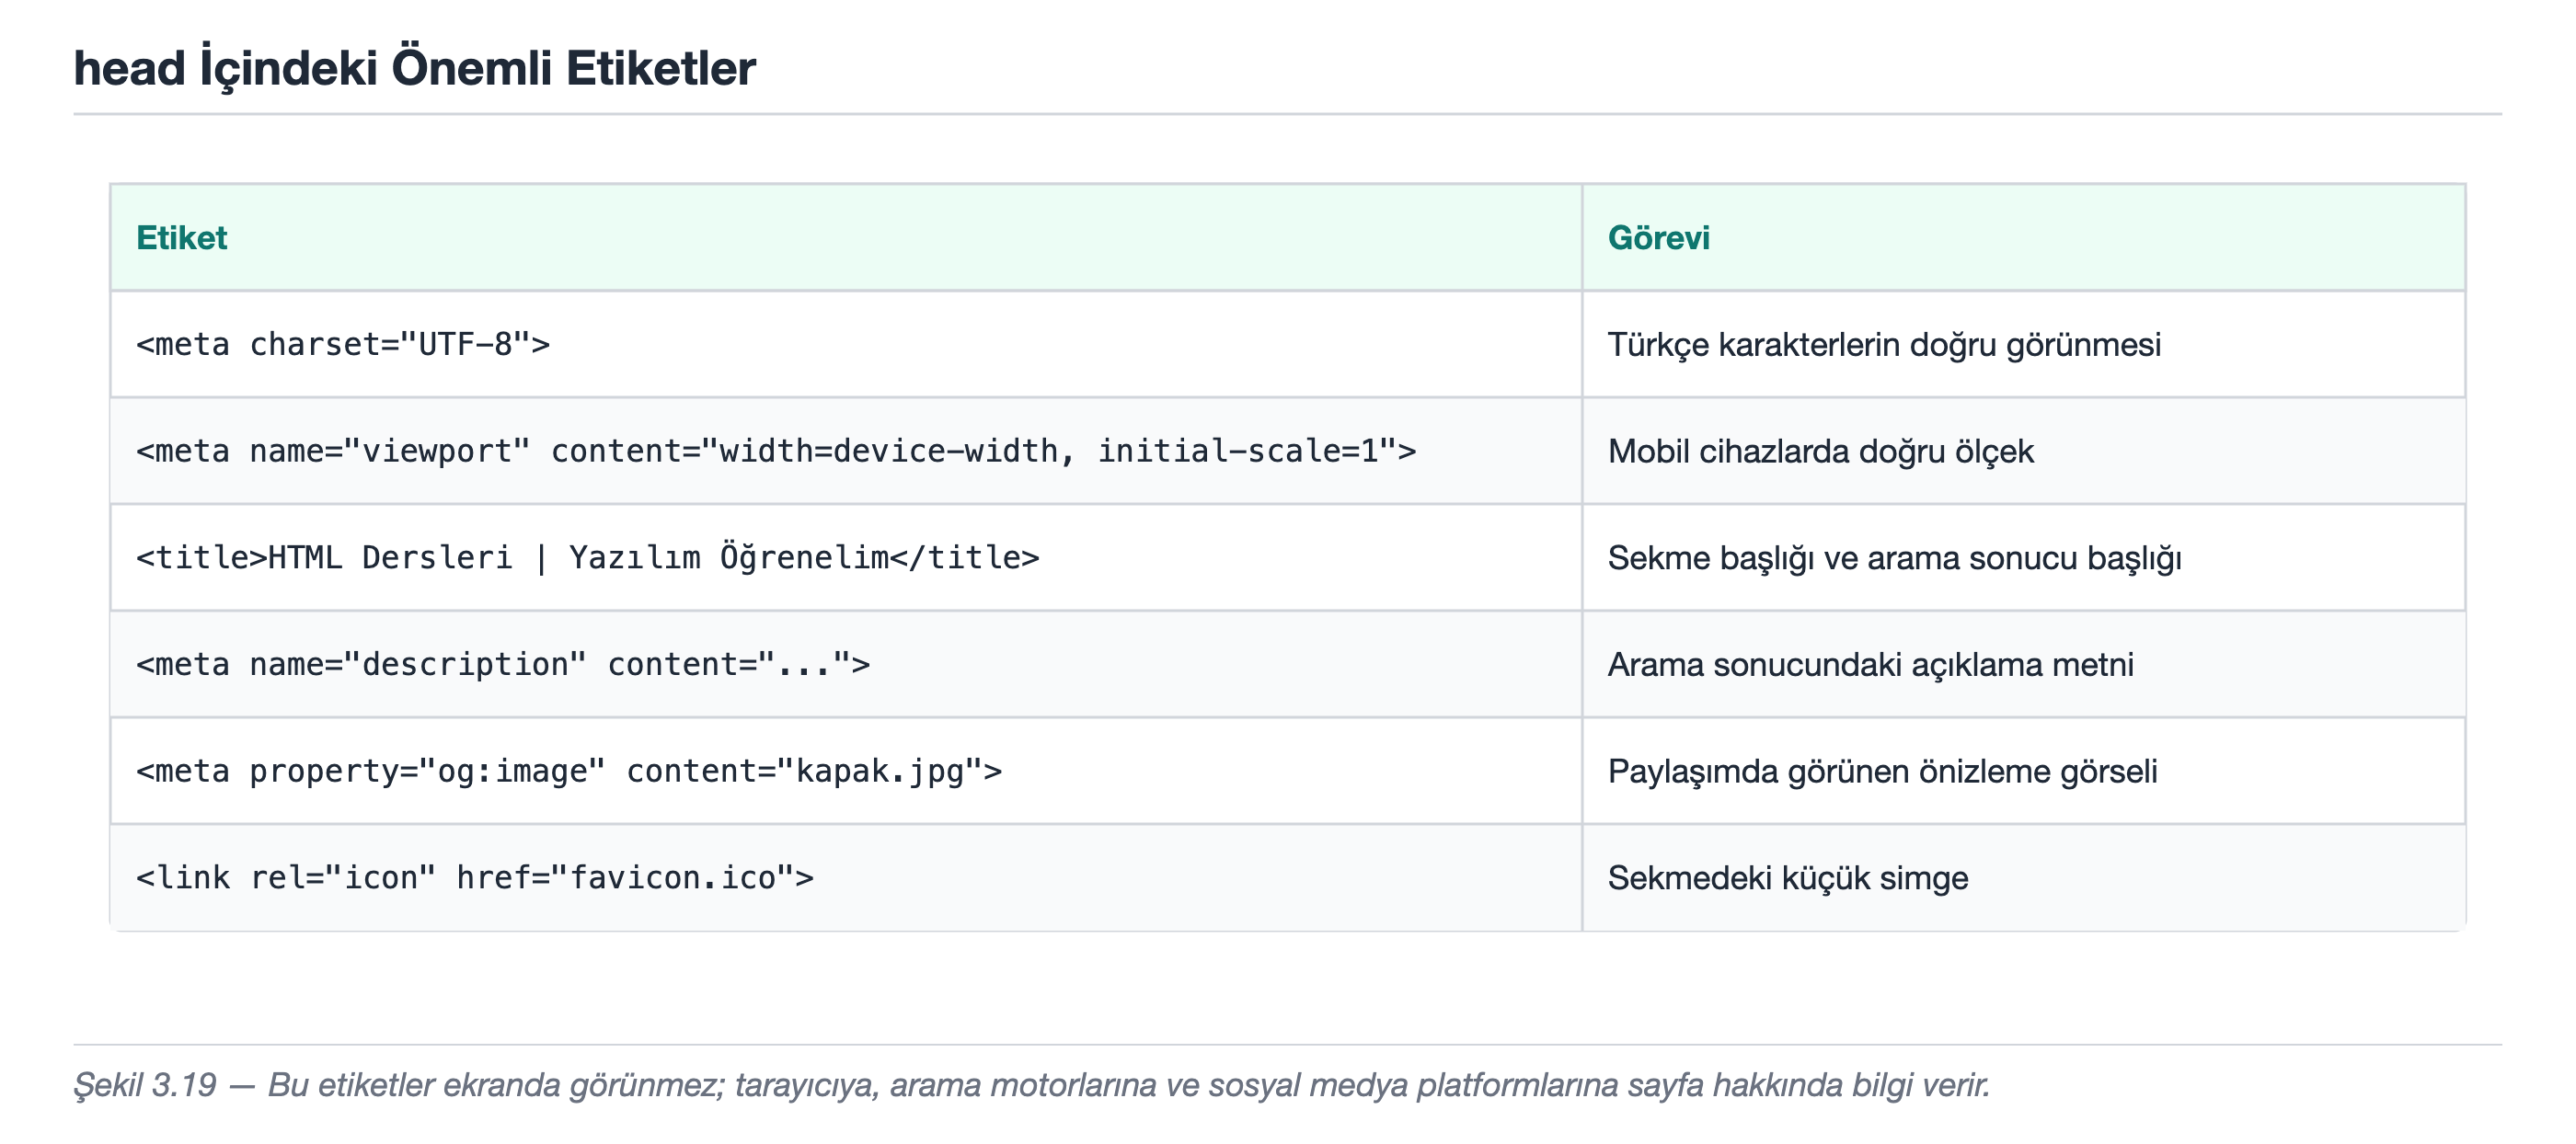 head İçindeki Önemli Etiketler
Etiket Görevi
<meta charset="UTF-8"> Türkçe karakterlerin doğru görünmesi
<meta name="viewport" content="width=device-width, initial-scale=1"> Mobil cihazlarda doğru ölçek
<title>HTML Dersleri | Yazılım Öğrenelim</title> Sekme başlığı ve arama sonucu başlığı
<meta name="description" content="..."> Arama sonucundaki açıklama metni
<meta property="og:image" content="kapak.jpg"> Paylaşımda görünen önizleme görseli
<link rel="icon" href="favicon.ico"> Sekmedeki küçük simge
Şekil 3.19 — Bu etiketler ekranda görünmez; tarayıcıya, arama motorlarına ve sosyal medya platformlarına sayfa hakkında bilgi verir.